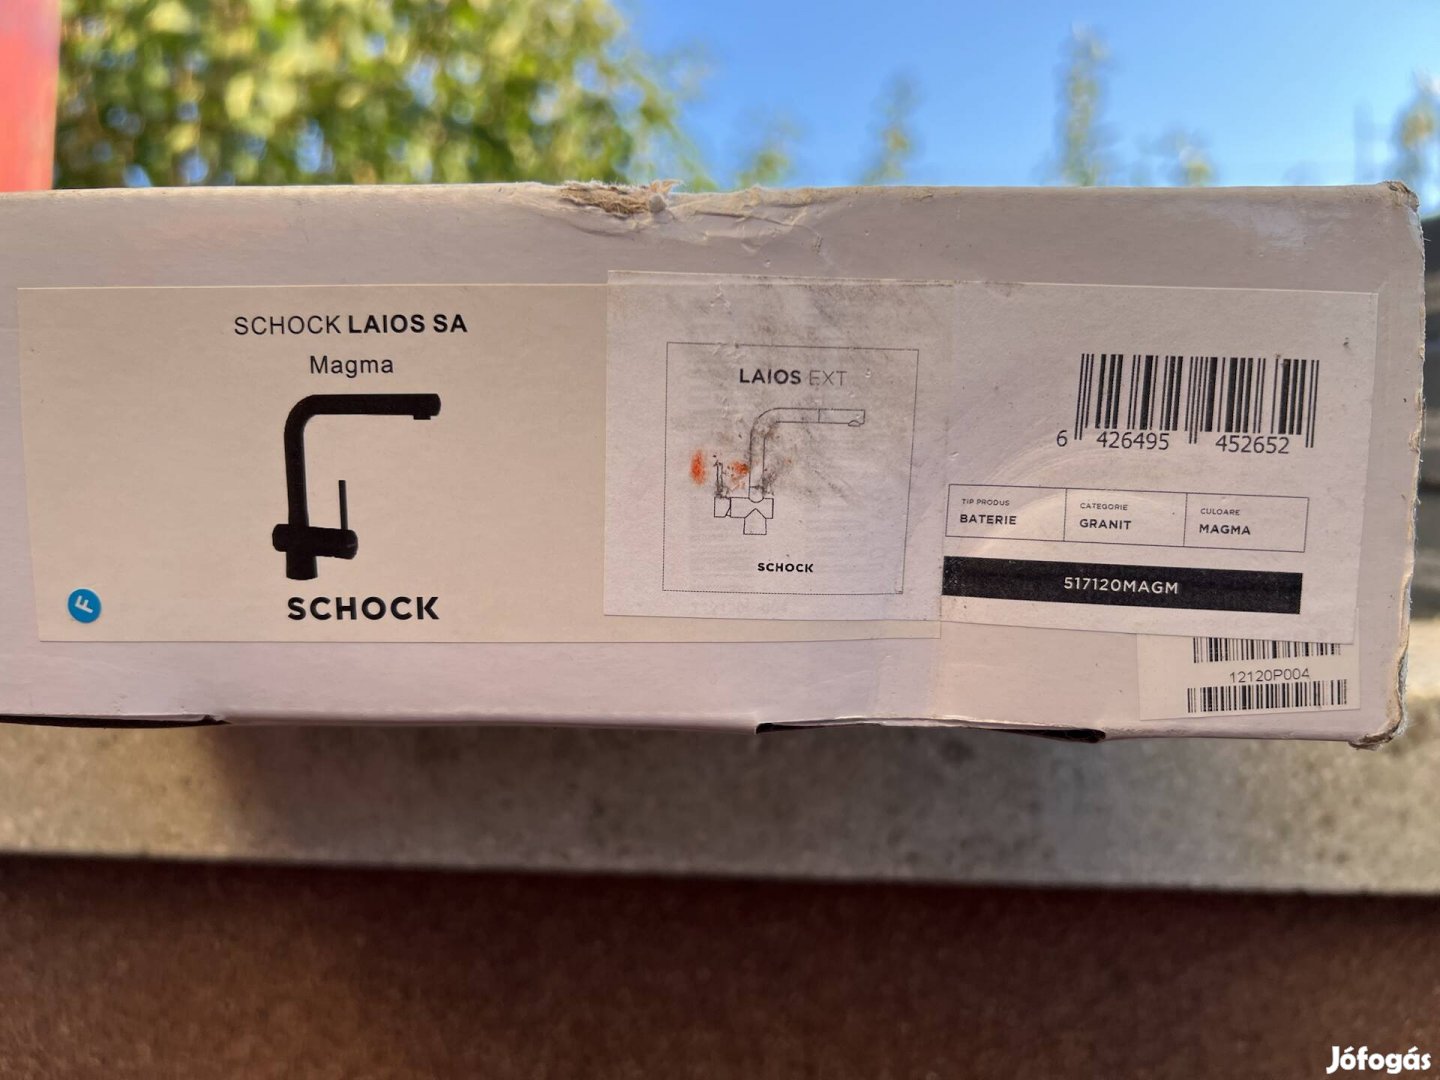 SCHOCK LAIOS SA
Magma
F
SCHOCK
LAIOS EXT
SCHOCK
6 426495 452652
TIP PRODUS
BATERIE
CATEGORIE
GRANIT
CULOARE
MAGMA
517120MAGM
12120P004
Jófogás